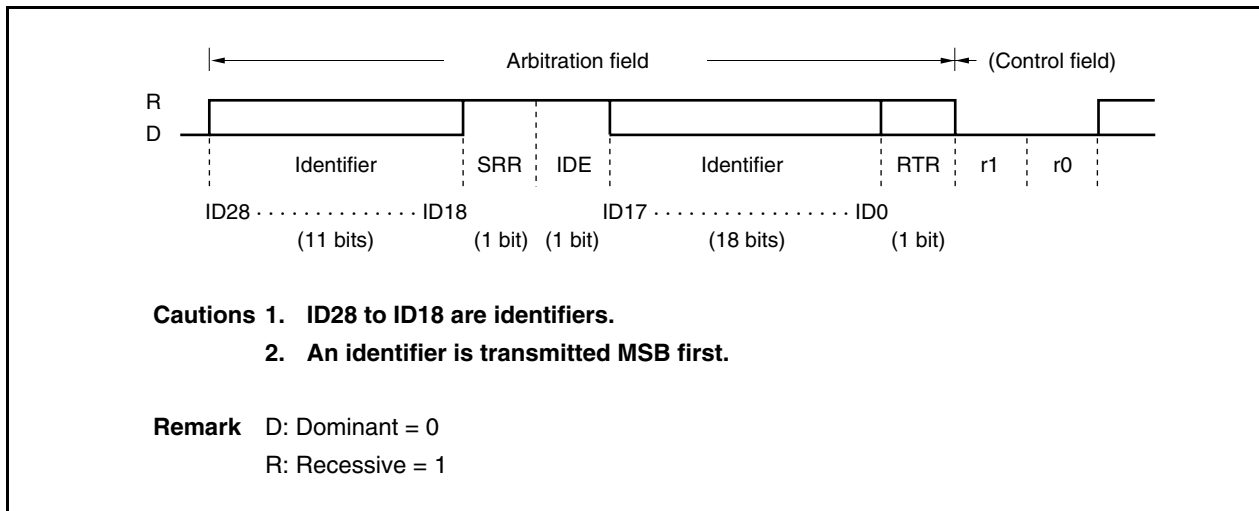 Arbitration field (Control field)
R
D
Identifier SRR IDE Identifier RTR r1 r0
ID28 · · · · · · · · · · · · · · ID18 ID17 · · · · · · · · · · · · · · · · · ID0
(11 bits) (1 bit) (1 bit) (18 bits) (1 bit)
Cautions 1. ID28 to ID18 are identifiers.
2. An identifier is transmitted MSB first.
Remark D: Dominant = 0
R: Recessive = 1